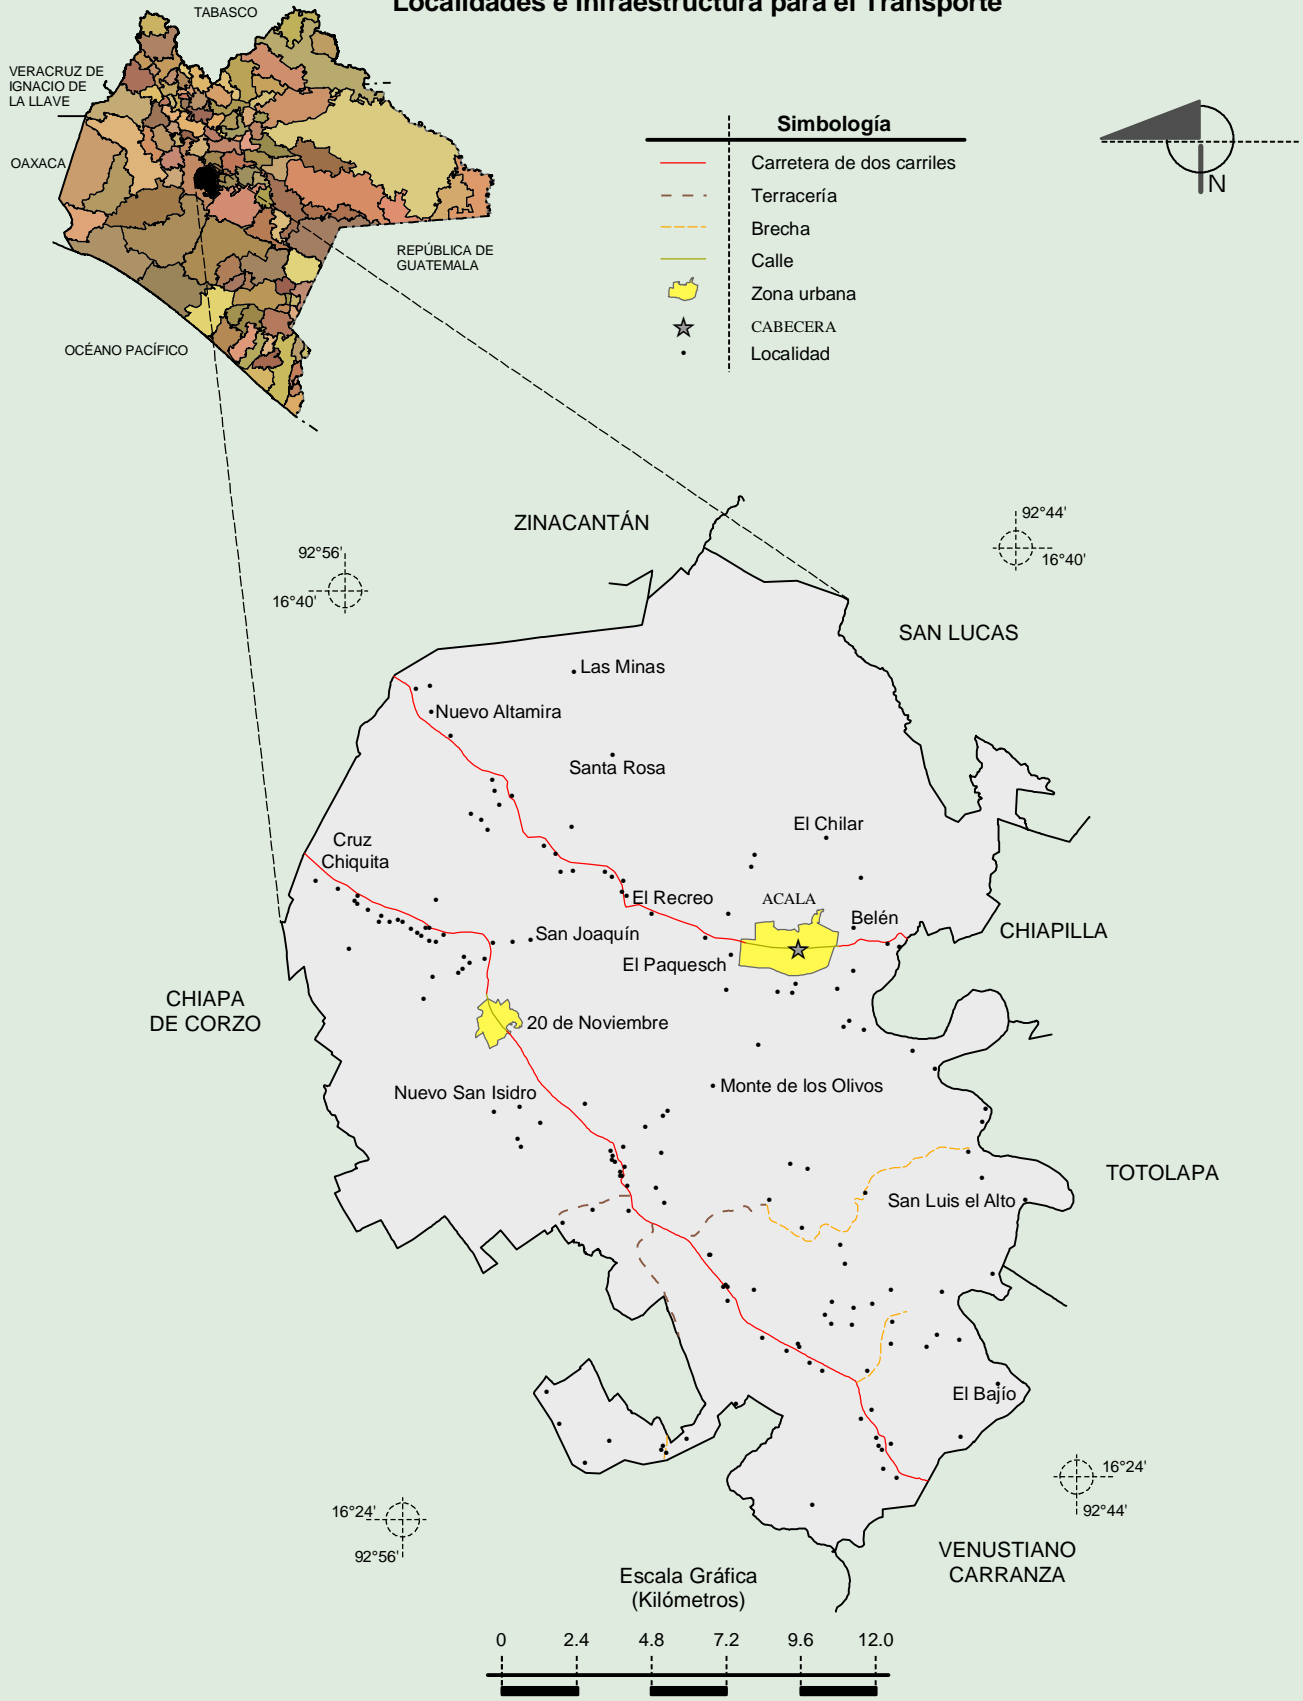 Localidades e Infraestructura para el Transporte
TABASCO
VERACRUZ DE
IGNACIO DE
LA LLAVE
OAXACA
REPÚBLICA DE
GUATEMALA
OCÉANO PACÍFICO
Simbología
Carretera de dos carriles
Terracería
Brecha
Calle
Zona urbana
CABECERA
Localidad
N
ZINACANTÁN
92°56'
16°40'
92°44'
16°40'
SAN LUCAS
Las Minas
Nuevo Altamira
Santa Rosa
El Chilar
Cruz
Chiquita
El Recreo
ACALA
Belén
CHIAPILLA
San Joaquín
El Paquesch
CHIAPA
DE CORZO
20 de Noviembre
Nuevo San Isidro
Monte de los Olivos
TOTOLAPA
San Luis el Alto
El Bajío
16°24'
92°56'
16°24'
92°44'
VENUSTIANO
CARRANZA
Escala Gráfica
(Kilómetros)
0 2.4 4.8 7.2 9.6 12.0